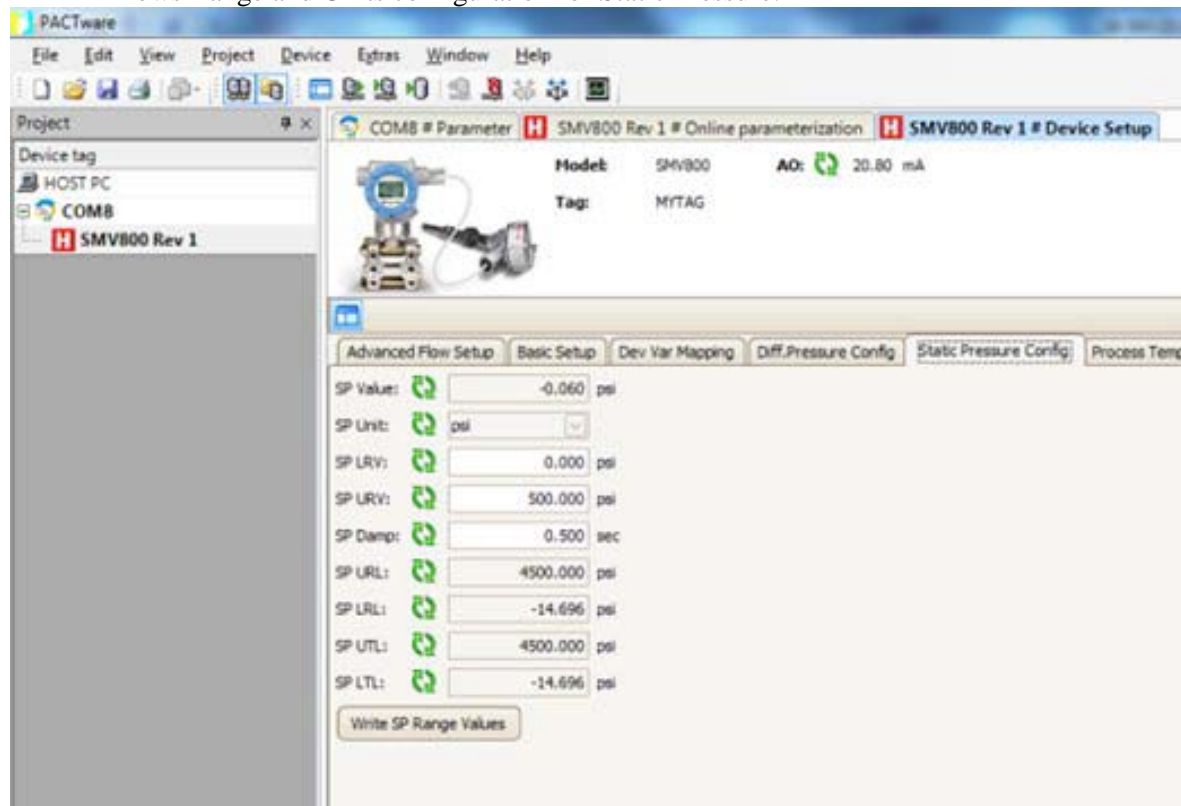 PACTware
File Edit View Project Device Extras Window Help
Project
COM8 # Parameter SMV800 Rev 1 # Online parameterization SMV800 Rev 1 # Device Setup
Device tag
HOST PC
COM8
SMV800 Rev 1
Model: SMV800 AO: 20.80 mA
Tag: MYTAG
Advanced Flow Setup Basic Setup Dev Var Mapping Diff.Pressure Config Static Pressure Config Process Temp
SP Value: -0.060 psi
SP Unit: psi
SP LRV: 0.000 psi
SP URV: 500.000 psi
SP Damp: 0.500 sec
SP URL: 4500.000 psi
SP LRL: -14.696 psi
SP UTL: 4500.000 psi
SP LTL: -14.696 psi
Write SP Range Values